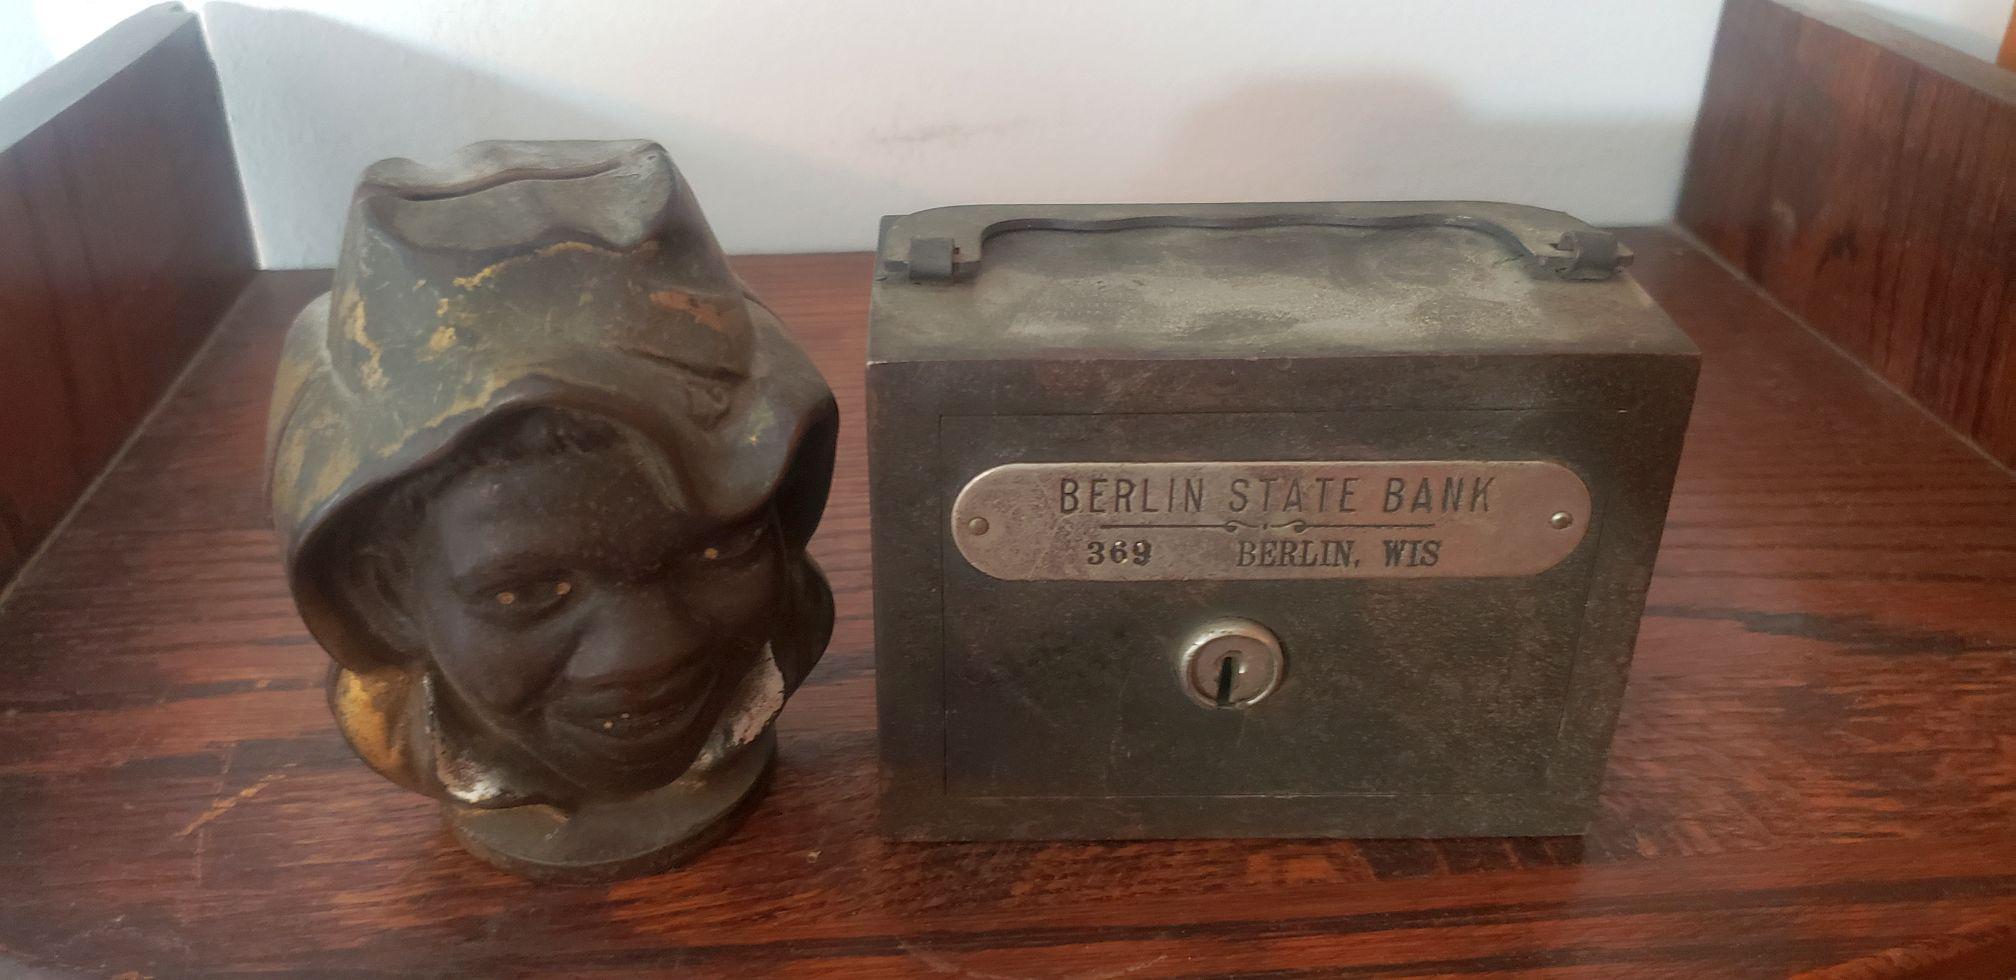 BERLIN STATE BANK
369 BERLIN, WIS